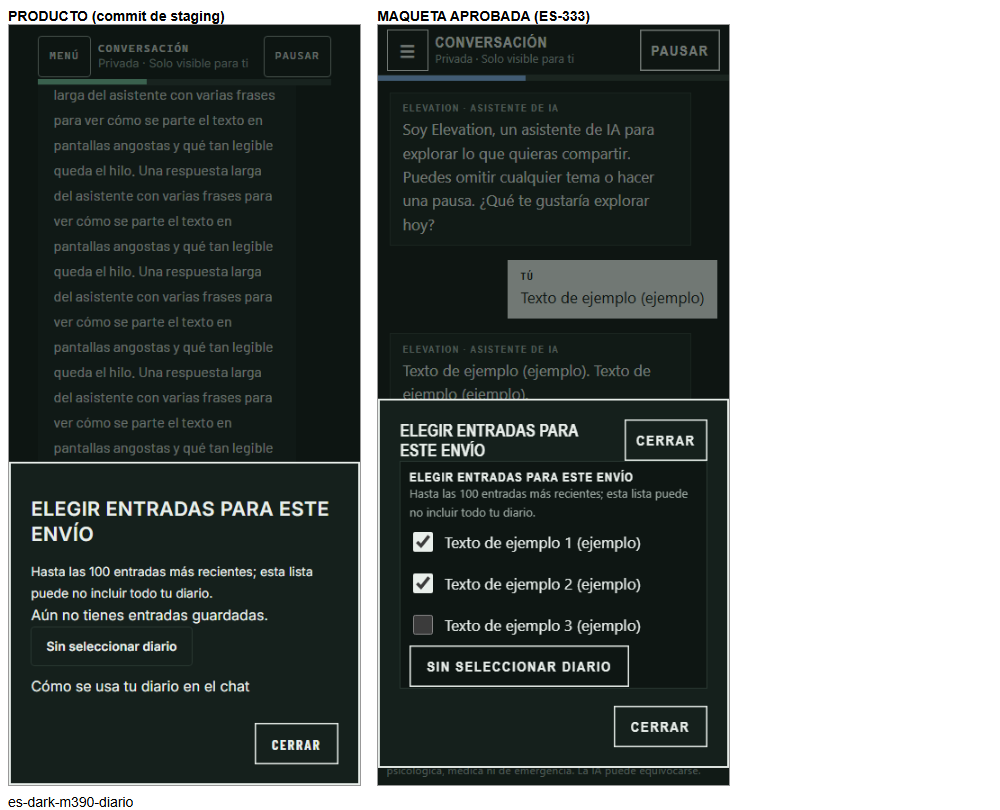 PRODUCTO (commit de staging)
MENÚ
CONVERSACIÓN
Privada · Solo visible para ti
PAUSAR
larga del asistente con varias frases
para ver cómo se parte el texto en
pantallas angostas y qué tan legible
queda el hilo. Una respuesta larga
del asistente con varias frases para
ver cómo se parte el texto en
pantallas angostas y qué tan legible
queda el hilo. Una respuesta larga
del asistente con varias frases para
ver cómo se parte el texto en
pantallas angostas y qué tan legible
queda el hilo. Una respuesta larga
del asistente con varias frases para
ver cómo se parte el texto en
pantallas angostas y qué tan legible
ELEGIR ENTRADAS PARA ESTE
ENVÍO
Hasta las 100 entradas más recientes; esta lista
puede no incluir todo tu diario.
Aún no tienes entradas guardadas.
Sin seleccionar diario
Cómo se usa tu diario en el chat
CERRAR
MAQUETA APROBADA (ES-333)
CONVERSACIÓN
Privada · Solo visible para ti
PAUSAR
ELEVATION · ASISTENTE DE IA
Soy Elevation, un asistente de IA para
explorar lo que quieras compartir.
Puedes omitir cualquier tema o hacer
una pausa. ¿Qué te gustaría explorar
hoy?
TÚ
Texto de ejemplo (ejemplo)
ELEVATION · ASISTENTE DE IA
Texto de ejemplo (ejemplo). Texto de
ejemplo (ejemplo).
ELEGIR ENTRADAS PARA
ESTE ENVÍO
CERRAR
ELEGIR ENTRADAS PARA ESTE ENVÍO
Hasta las 100 entradas más recientes; esta lista puede
no incluir todo tu diario.
Texto de ejemplo 1 (ejemplo)
Texto de ejemplo 2 (ejemplo)
Texto de ejemplo 3 (ejemplo)
SIN SELECCIONAR DIARIO
CERRAR
psicológica, médica ni de emergencia. La IA puede equivocarse.
es-dark-m390-diario